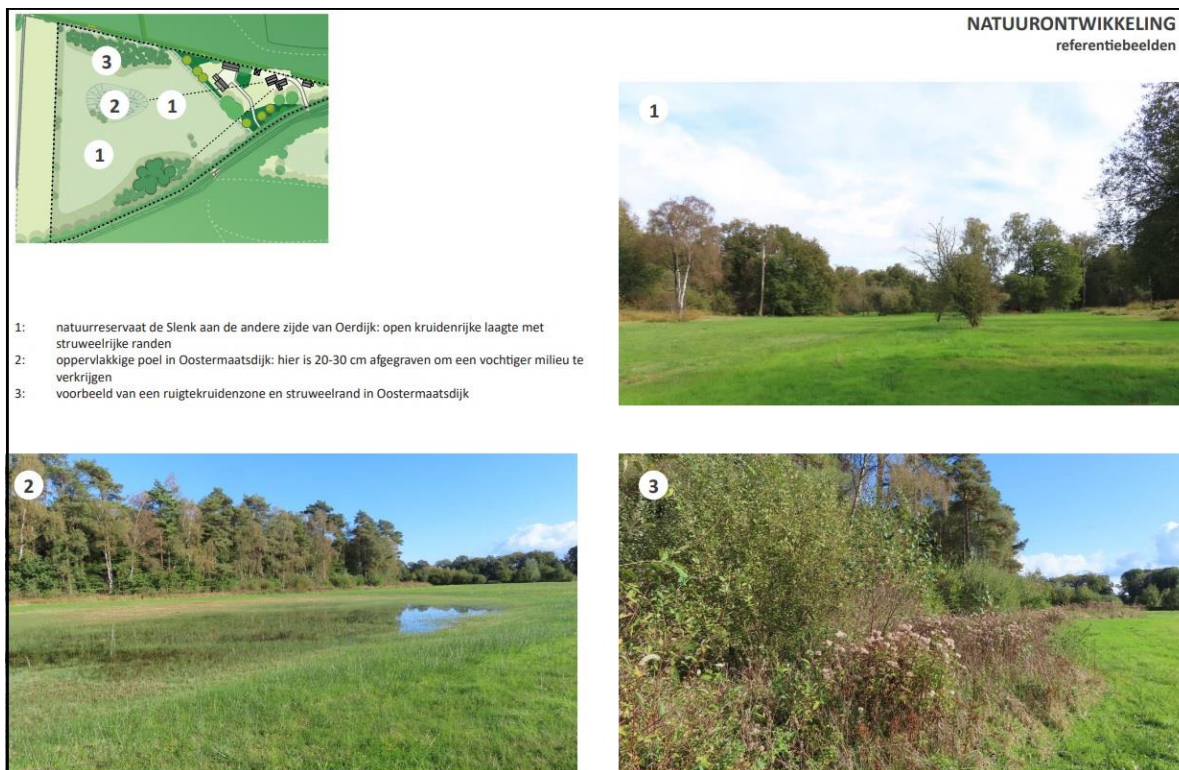 NATUURONTWIKKELING
referentiebeelden
3
2
1
1
1
1: natuurreservaat de Slenk aan de andere zijde van Oerdijk: open kruidenrijke laagte met
struweelrijke randen
2: oppervlakkige poel in Oostermaatsdijk: hier is 20-30 cm afgegraven om een vochtiger milieu te
verkrijgen
3: voorbeeld van een ruigtekruidenzone en struweelrand in Oostermaatsdijk
2
3